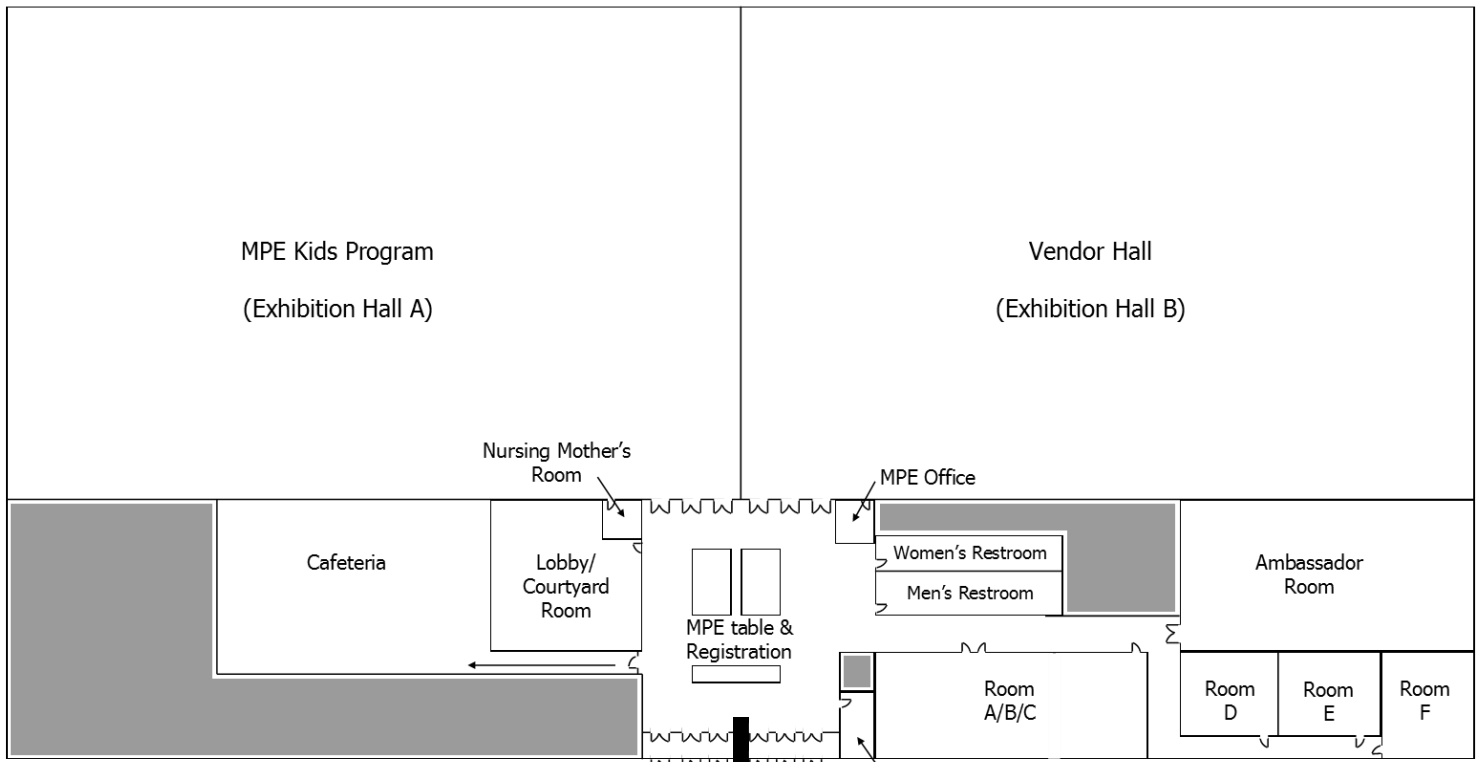 MPE Kids Program
(Exhibition Hall A)
Vendor Hall
(Exhibition Hall B)
Nursing Mother's
Room
MPE Office
Cafeteria
Lobby/
Courtyard
Room
Women's Restroom
Men's Restroom
Ambassador
Room
MPE table &
Registration
Room
A/B/C
Room
D
Room
E
Room
F